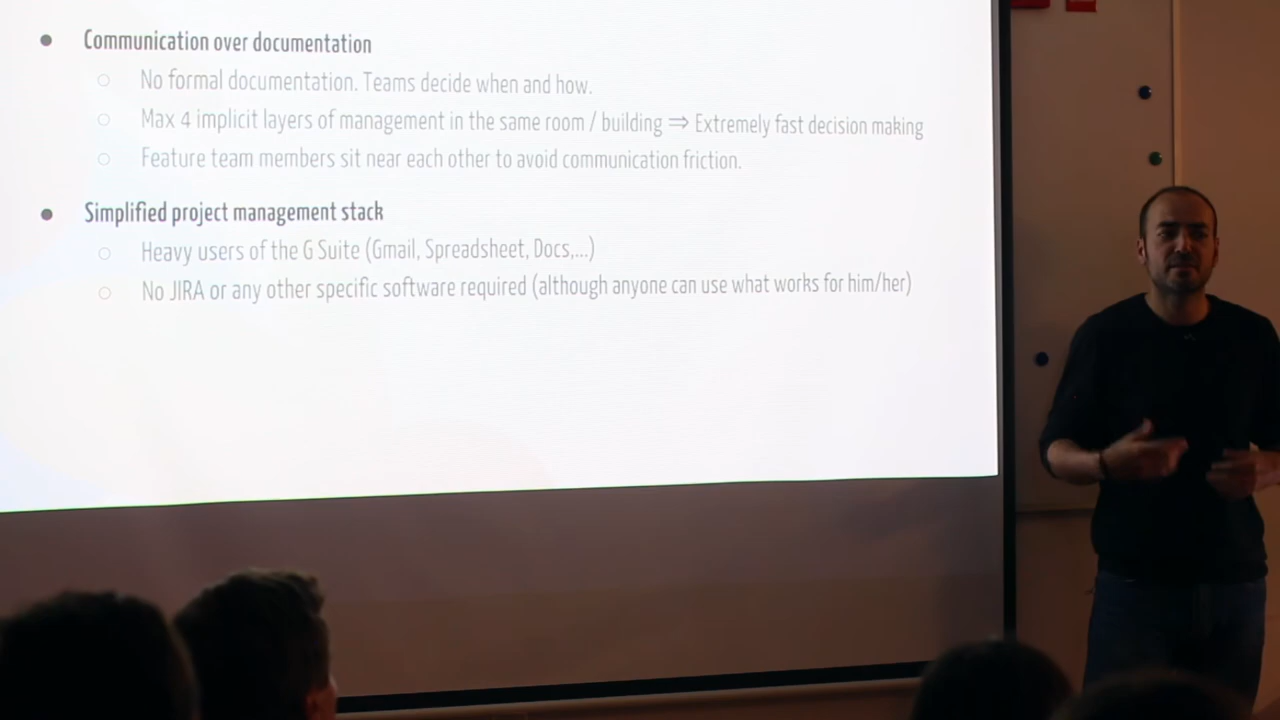 ● Communication over documentation
○ No formal documentation. Teams decide when and how.
○ Max 4 implicit layers of management in the same room / building ⇒ Extremely fast decision making
○ Feature team members sit near each other to avoid communication friction.
● Simplified project management stack
○ Heavy users of the G Suite (Gmail, Spreadsheet, Docs,...)
○ No JIRA or any other specific software required (although anyone can use what works for him/her)